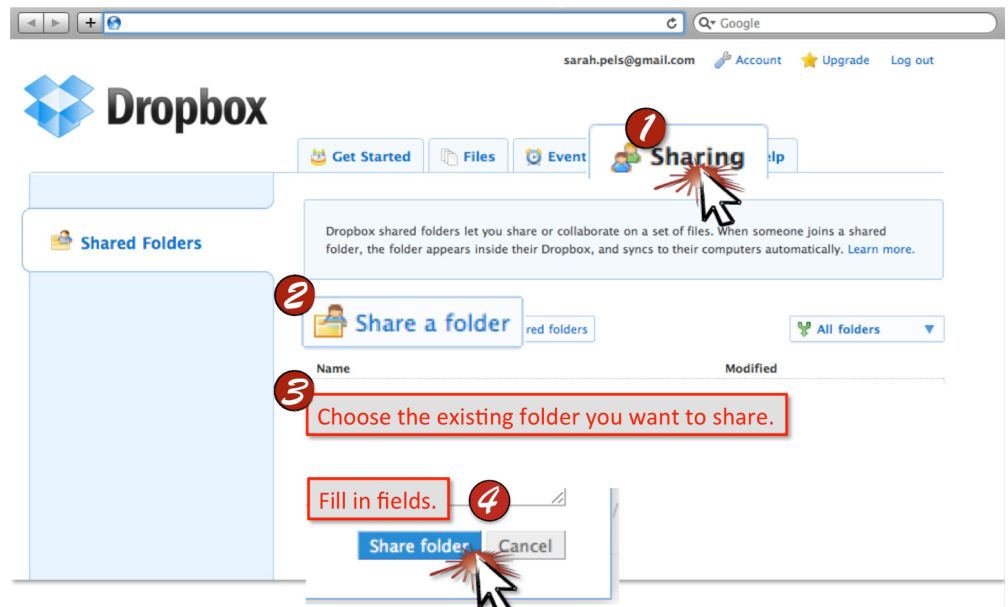 Google
sarah.pels@gmail.com Account Upgrade Log out
Dropbox
1
Get Started Files Event Sharing lp
Shared Folders
Dropbox shared folders let you share or collaborate on a set of files. When someone joins a shared
folder, the folder appears inside their Dropbox, and syncs to their computers automatically. Learn more.
2
Share a folder red folders All folders
Name Modified
3
Choose the existing folder you want to share.
Fill in fields. 4
Share folder Cancel